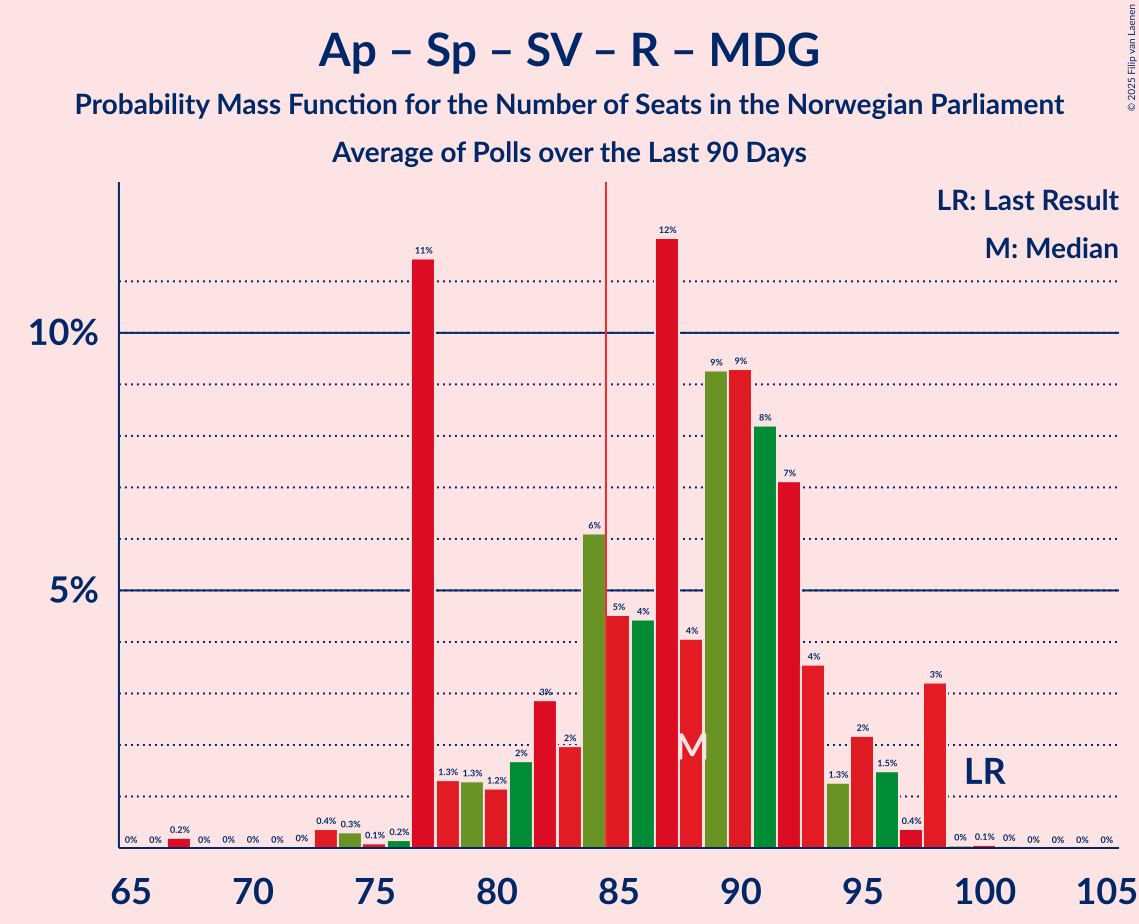 Ap – Sp – SV – R – MDG
Probability Mass Function for the Number of Seats in the Norwegian Parliament
Average of Polls over the Last 90 Days
© 2025 Filip van Laenen
LR: Last Result
M: Median
10%
5%
0% 0% 0.2% 0% 0% 0% 0% 0% 0.4% 0.3% 0.1% 0.2% 11% 1.3% 1.3% 1.2% 2% 3% 2% 6% 5% 4% 12% 4% 9% 9% 8% 7% 4% 1.3% 2% 1.5% 0.4% 3% 0% 0.1% 0% 0% 0% 0% 0%
M
LR
65 70 75 80 85 90 95 100 105